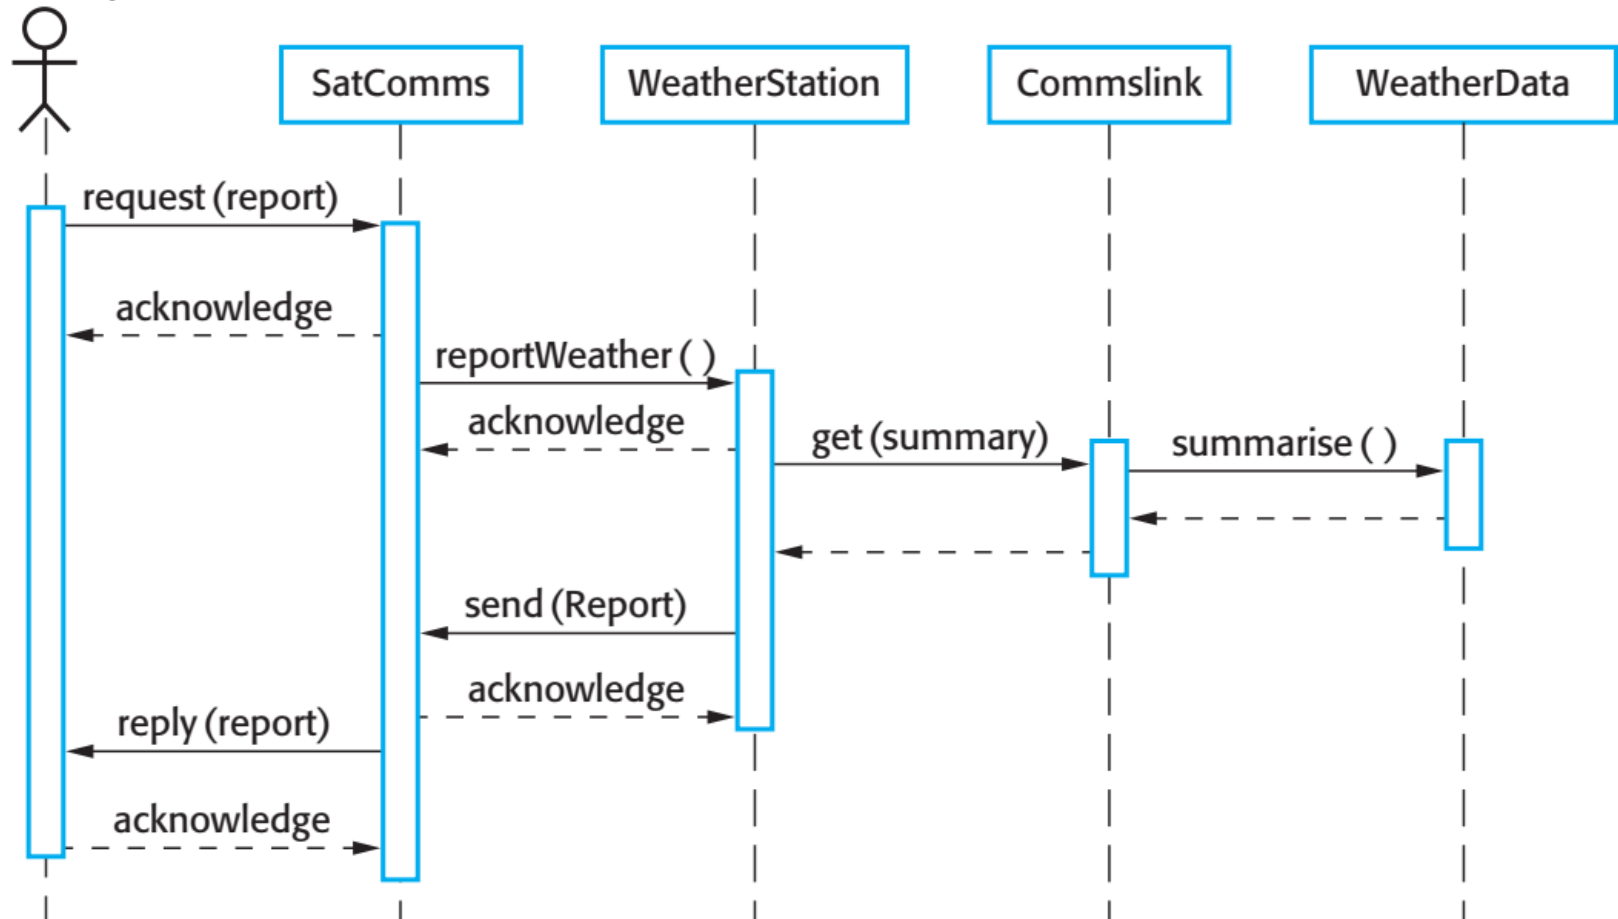 SatComms
WeatherStation
Commslink
WeatherData
request (report)
acknowledge
reportWeather ( )
acknowledge
get (summary)
summarise ( )
send (Report)
acknowledge
reply (report)
acknowledge